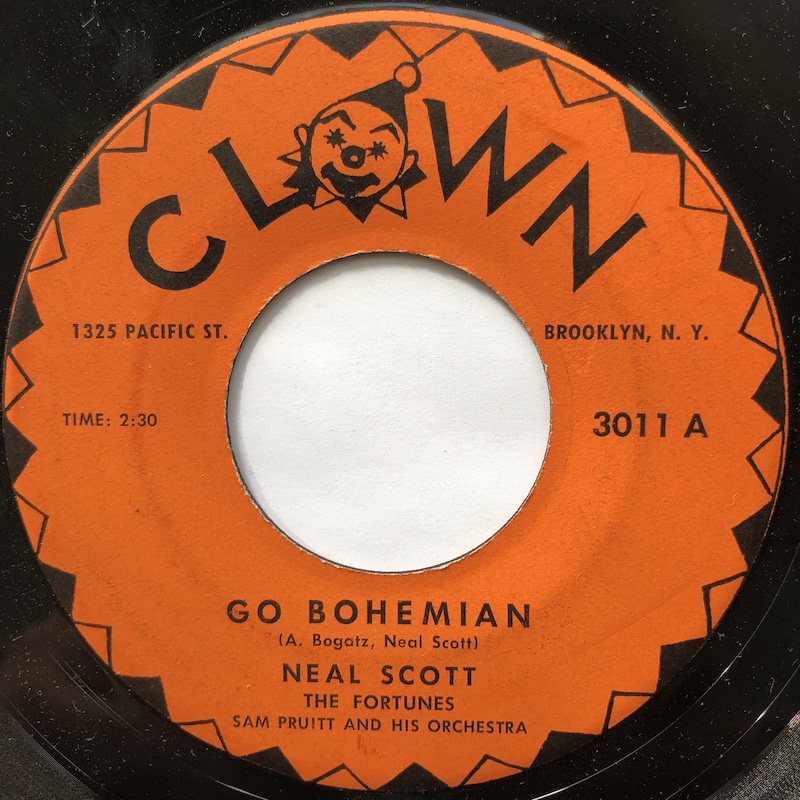 CLOWN
1325 PACIFIC ST.
BROOKLYN, N. Y.
TIME: 2:30
3011 A
GO BOHEMIAN
(A. Bogatz, Neal Scott)
NEAL SCOTT
THE FORTUNES
SAM PRUITT AND HIS ORCHESTRA